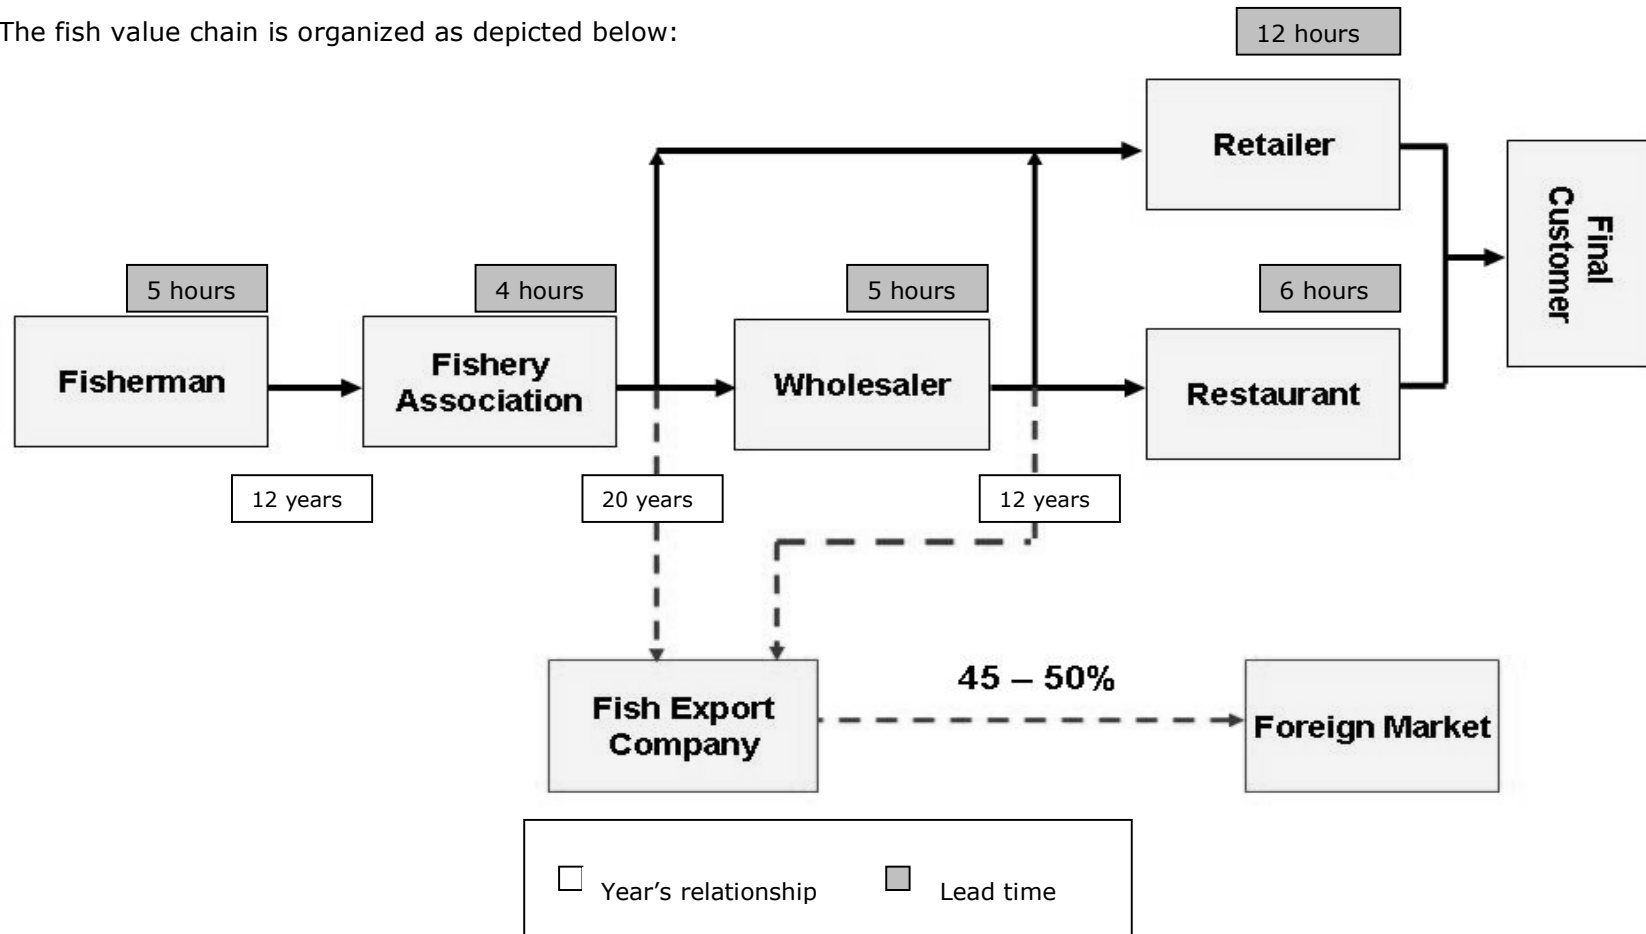 The fish value chain is organized as depicted below:
12 hours
Retailer
Final
Customer
5 hours
4 hours
5 hours
6 hours
Fisherman
Fishery
Association
Wholesaler
Restaurant
12 years
20 years
12 years
45 – 50%
Fish Export
Company
Foreign Market
Year’s relationship
Lead time